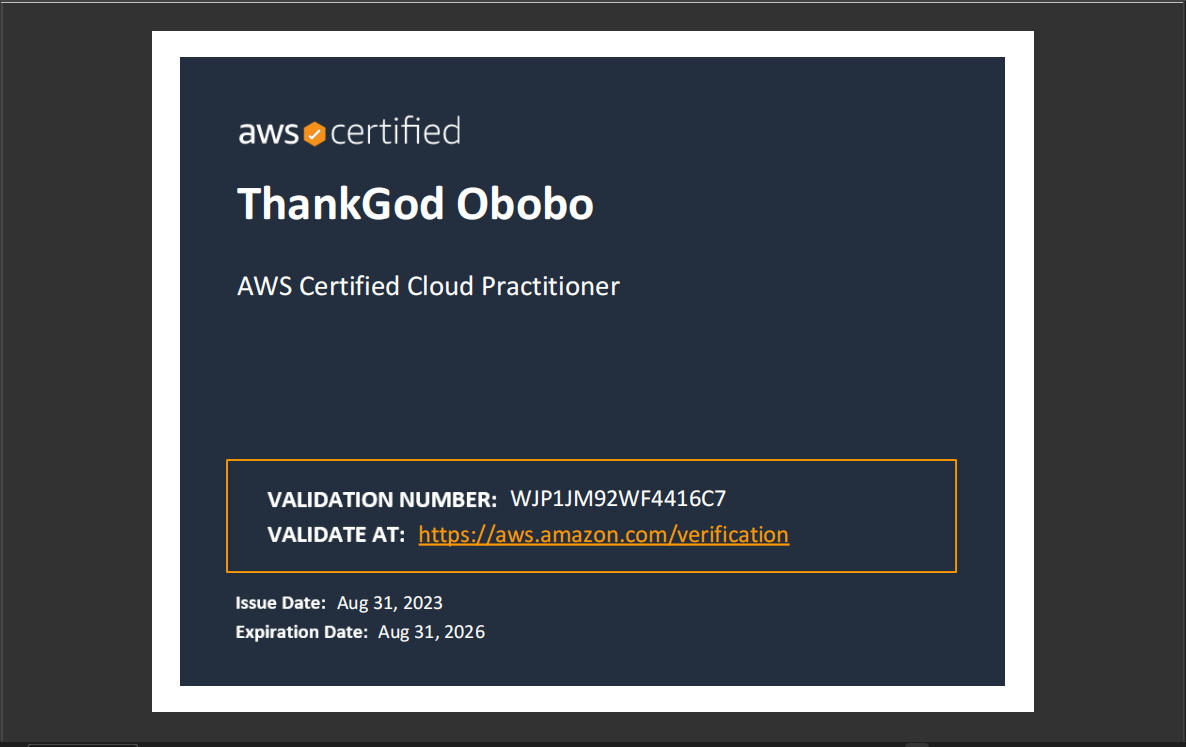 aws certified
ThankGod Obobo
AWS Certified Cloud Practitioner
VALIDATION NUMBER: WJP1JM92WF4416C7
VALIDATE AT: https://aws.amazon.com/verification
Issue Date: Aug 31, 2023
Expiration Date: Aug 31, 2026